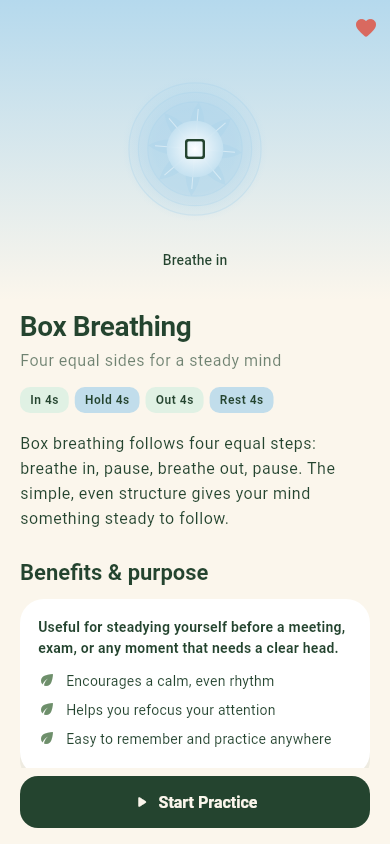 Breathe in
Box Breathing
Four equal sides for a steady mind
In 4s Hold 4s Out 4s Rest 4s
Box breathing follows four equal steps:
breathe in, pause, breathe out, pause. The
simple, even structure gives your mind
something steady to follow.
Benefits & purpose
Useful for steadying yourself before a meeting,
exam, or any moment that needs a clear head.
Encourages a calm, even rhythm
Helps you refocus your attention
Easy to remember and practice anywhere
Start Practice